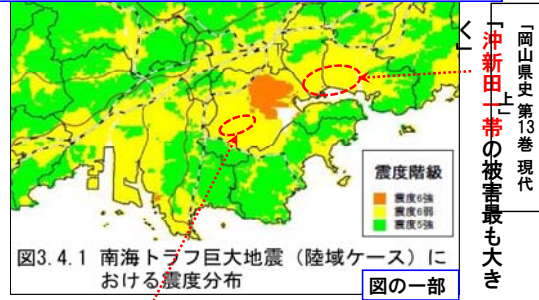 「岡山県史 第13巻 現代
上」
「沖新田一帯の被害最も大き
く」
震度階級
震度6強
震度6弱
震度5強
図3.4.1 南海トラフ巨大地震（陸域ケース）に
おける震度分布
図の一部